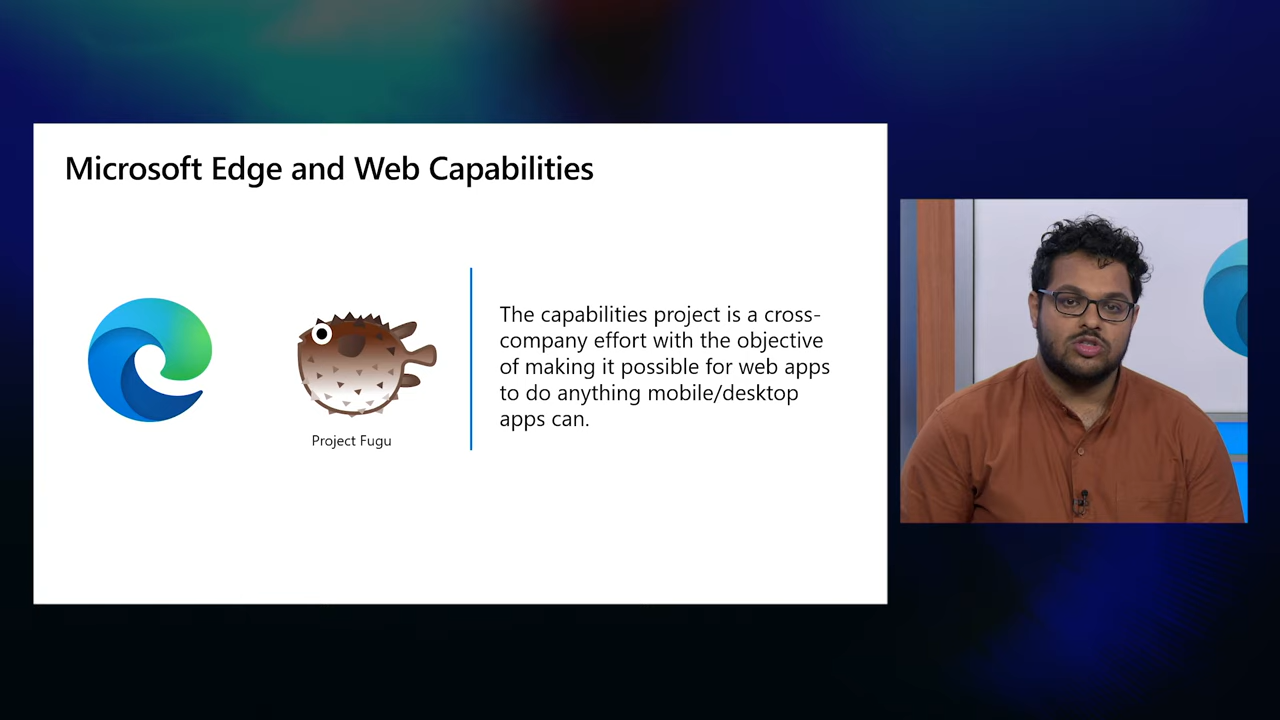 Microsoft Edge and Web Capabilities
The capabilities project is a cross-
company effort with the objective
of making it possible for web apps
to do anything mobile/desktop
apps can.
Project Fugu